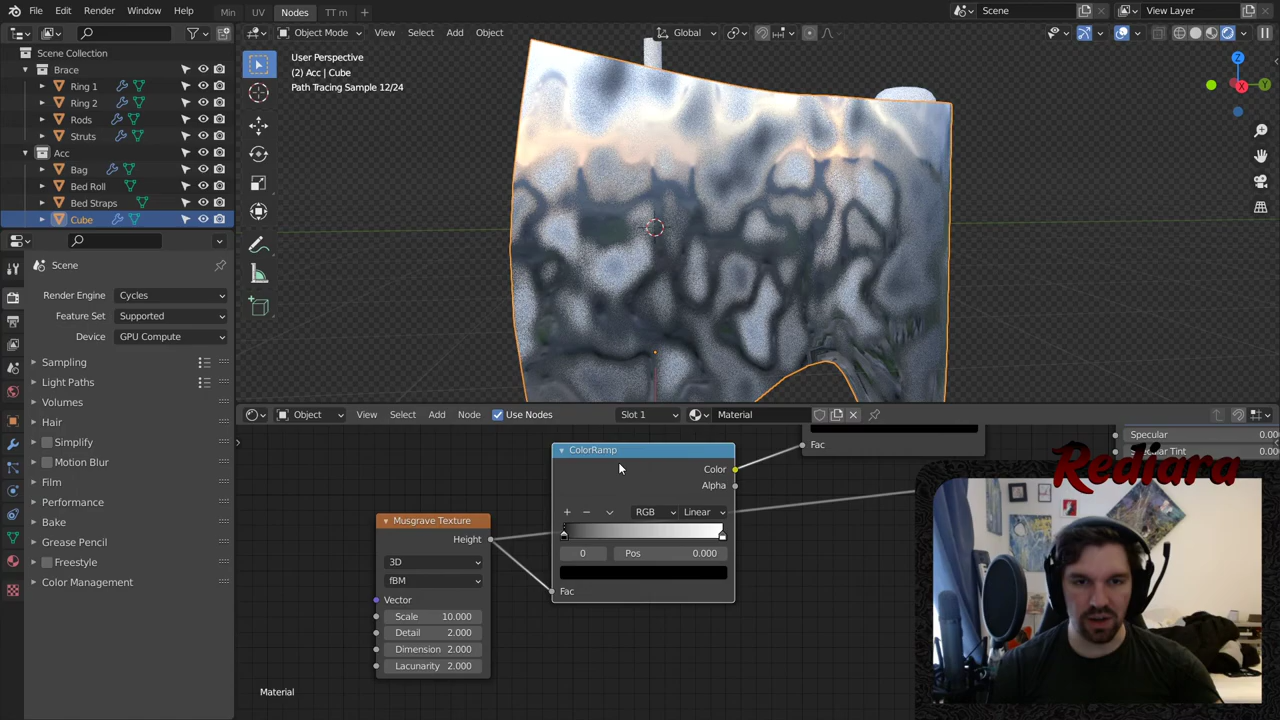 File Edit Render Window Help
Min UV Nodes TT m
Scene
View Layer
Scene Collection
Brace
Ring 1
Ring 2
Rods
Struts
Acc
Bag
Bed Roll
Bed Straps
Cube
Scene
Render Engine Cycles
Feature Set Supported
Device GPU Compute
Sampling
Light Paths
Volumes
Hair
Simplify
Motion Blur
Film
Performance
Bake
Grease Pencil
Freestyle
Color Management
Object Mode View Select Add Object Global
User Perspective
(2) Acc | Cube
Path Tracing Sample 12/24
Z
X
Y
Object View Select Add Node Use Nodes Slot 1 Material
ColorRamp
Color
Alpha
RGB Linear
0 Pos 0.000
Fac
Musgrave Texture
Height
3D
fBM
Vector
Scale 10.000
Detail 2.000
Dimension 2.000
Lacunarity 2.000
Fac
Specular 0.00
Specular Tint 0.00
Rediara
Material